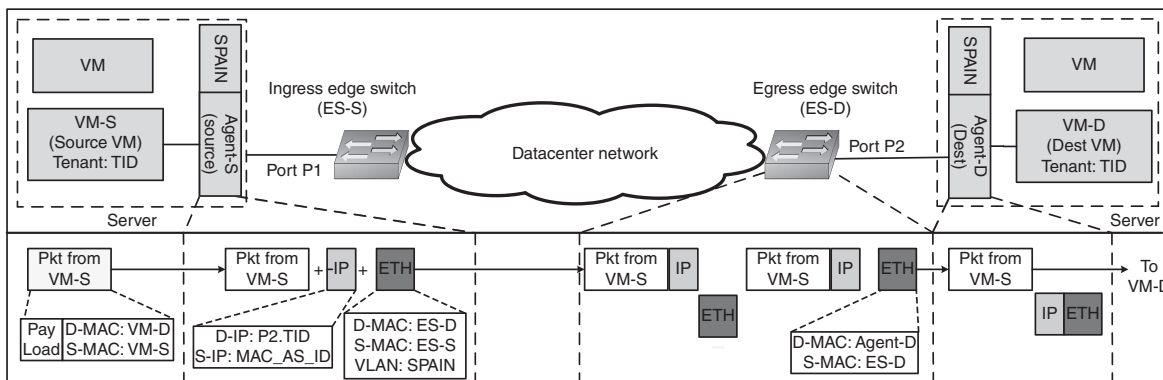 VM
SPAIN
VM-S
(Source VM)
Tenant: TID
Agent-S
(source)
Server
Ingress edge switch
(ES-S)
Port P1
Datacenter network
Egress edge switch
(ES-D)
Port P2
SPAIN
Agent-D
(Dest)
VM
VM-D
(Dest VM)
Tenant: TID
Server
Pkt from
VM-S
Pay
Load
D-MAC: VM-D
S-MAC: VM-S
Pkt from
VM-S
+ IP + ETH
D-IP: P2.TID
S-IP: MAC_AS_ID
D-MAC: ES-D
S-MAC: ES-S
VLAN: SPAIN
Pkt from
VM-S
IP
ETH
Pkt from
VM-S
IP
ETH
D-MAC: Agent-D
S-MAC: ES-D
Pkt from
VM-S
IP
ETH
To
VM-D